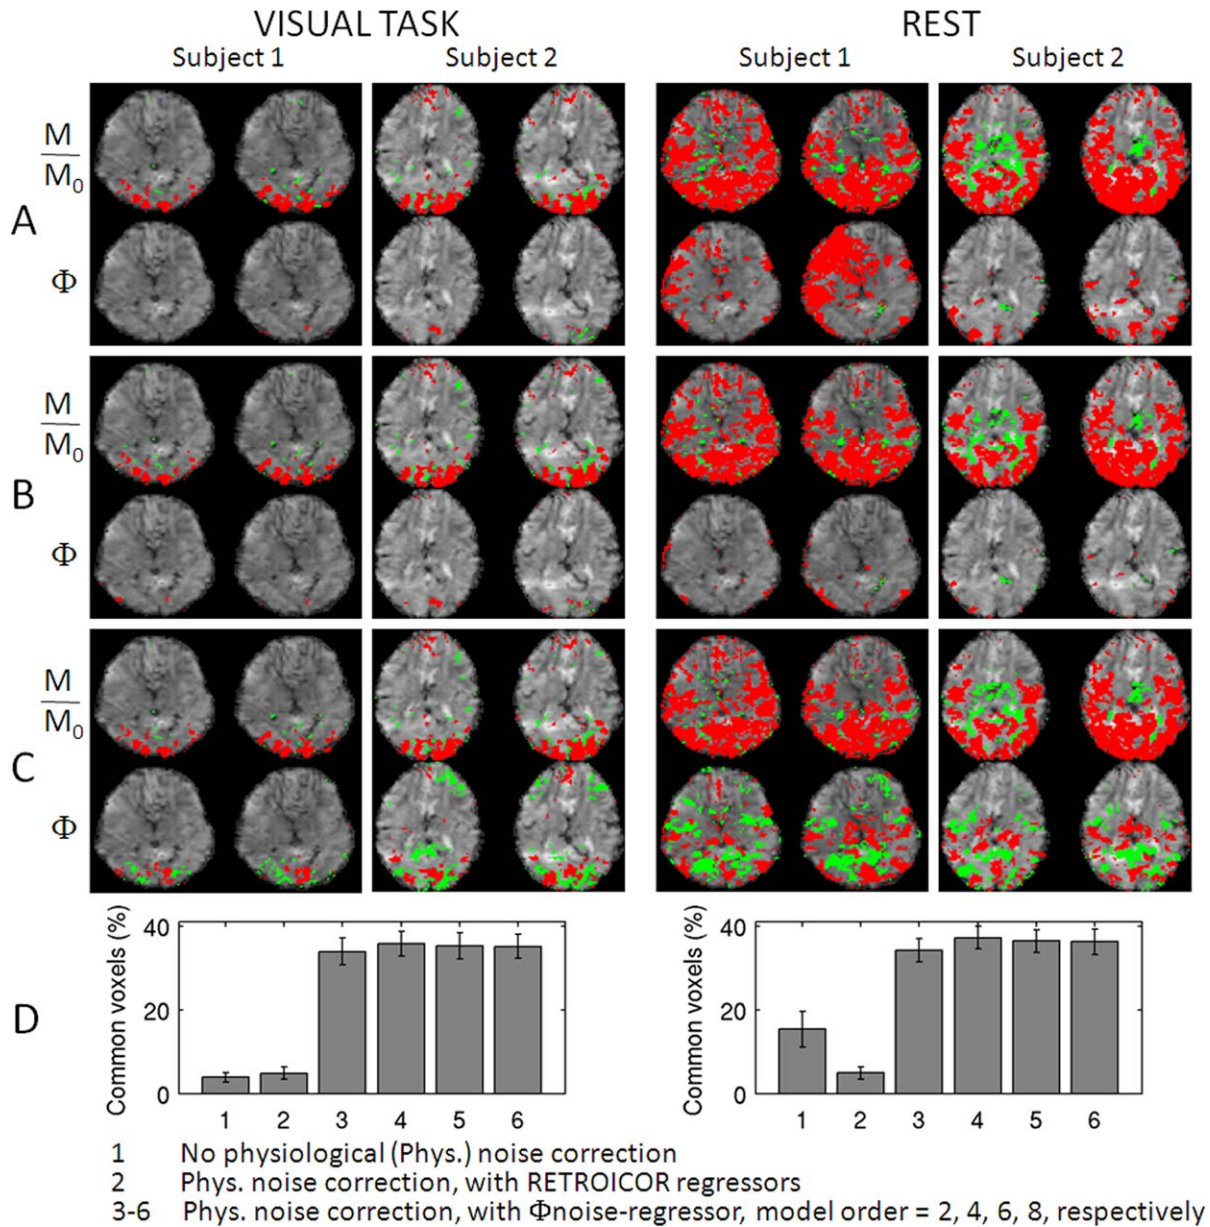 VISUAL TASK REST
Subject 1 Subject 2 Subject 1 Subject 2
M
M₀
A
Φ
M
M₀
B
Φ
M
M₀
C
Φ
D
Common voxels (%)
40
20
0
1 2 3 4 5 6
Common voxels (%)
40
20
0
1 2 3 4 5 6
1 No physiological (Phys.) noise correction
2 Phys. noise correction, with RETROICOR regressors
3-6 Phys. noise correction, with Φnoise-regressor, model order = 2, 4, 6, 8, respectively